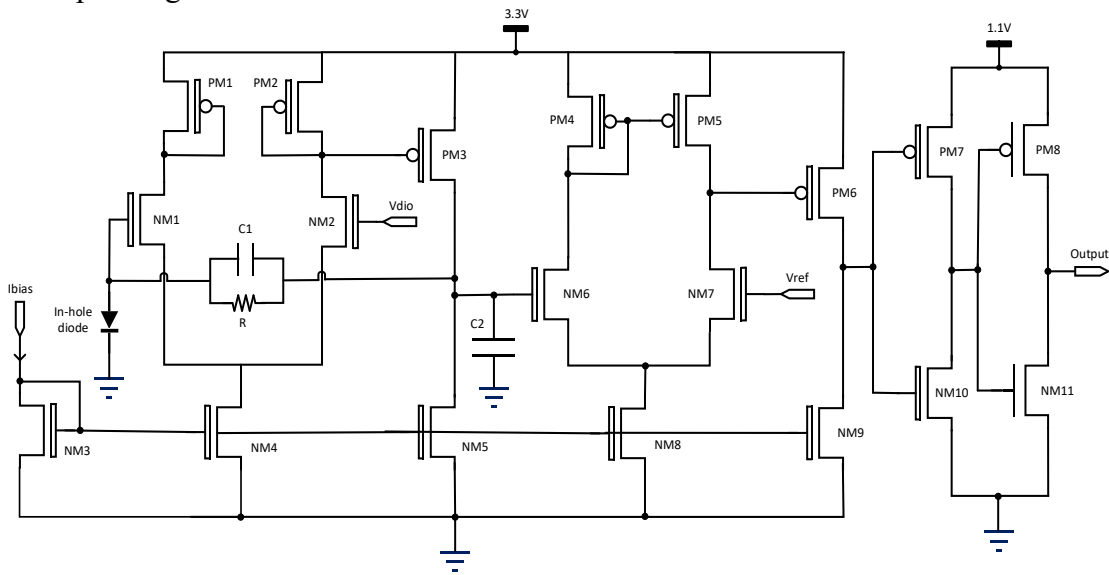 3.3V
1.1V
PM1
PM2
PM3
PM4
PM5
PM6
PM7
PM8
NM1
NM2
Vdio
C1
R
Ibias
In-hole
diode
C2
NM6
NM7
Vref
Output
NM3
NM4
NM5
NM8
NM9
NM10
NM11